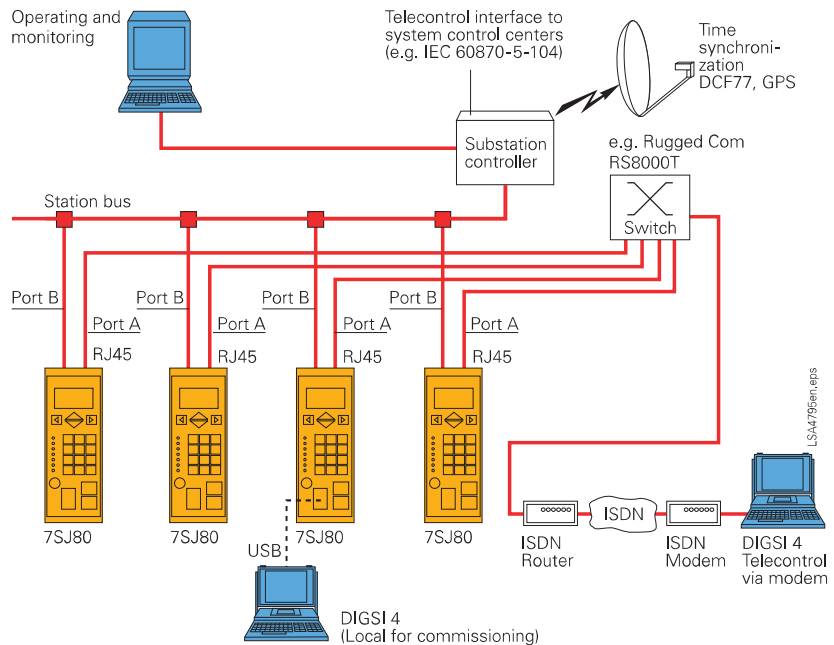 Operating and
monitoring
Telecontrol interface to
system control centers
(e.g. IEC 60870-5-104)
Time
synchroni-
zation
DCF77, GPS
Substation
controller
e.g. Rugged Com
RS8000T
Switch
Station bus
Port B
Port A
RJ45
Port B
Port A
RJ45
Port B
Port A
RJ45
Port B
Port A
RJ45
LSA4795en.eps
7SJ80
7SJ80
7SJ80
7SJ80
USB
DIGSI 4
(Local for commissioning)
ISDN
Router
ISDN
ISDN
Modem
DIGSI 4
Telecontrol
via modem